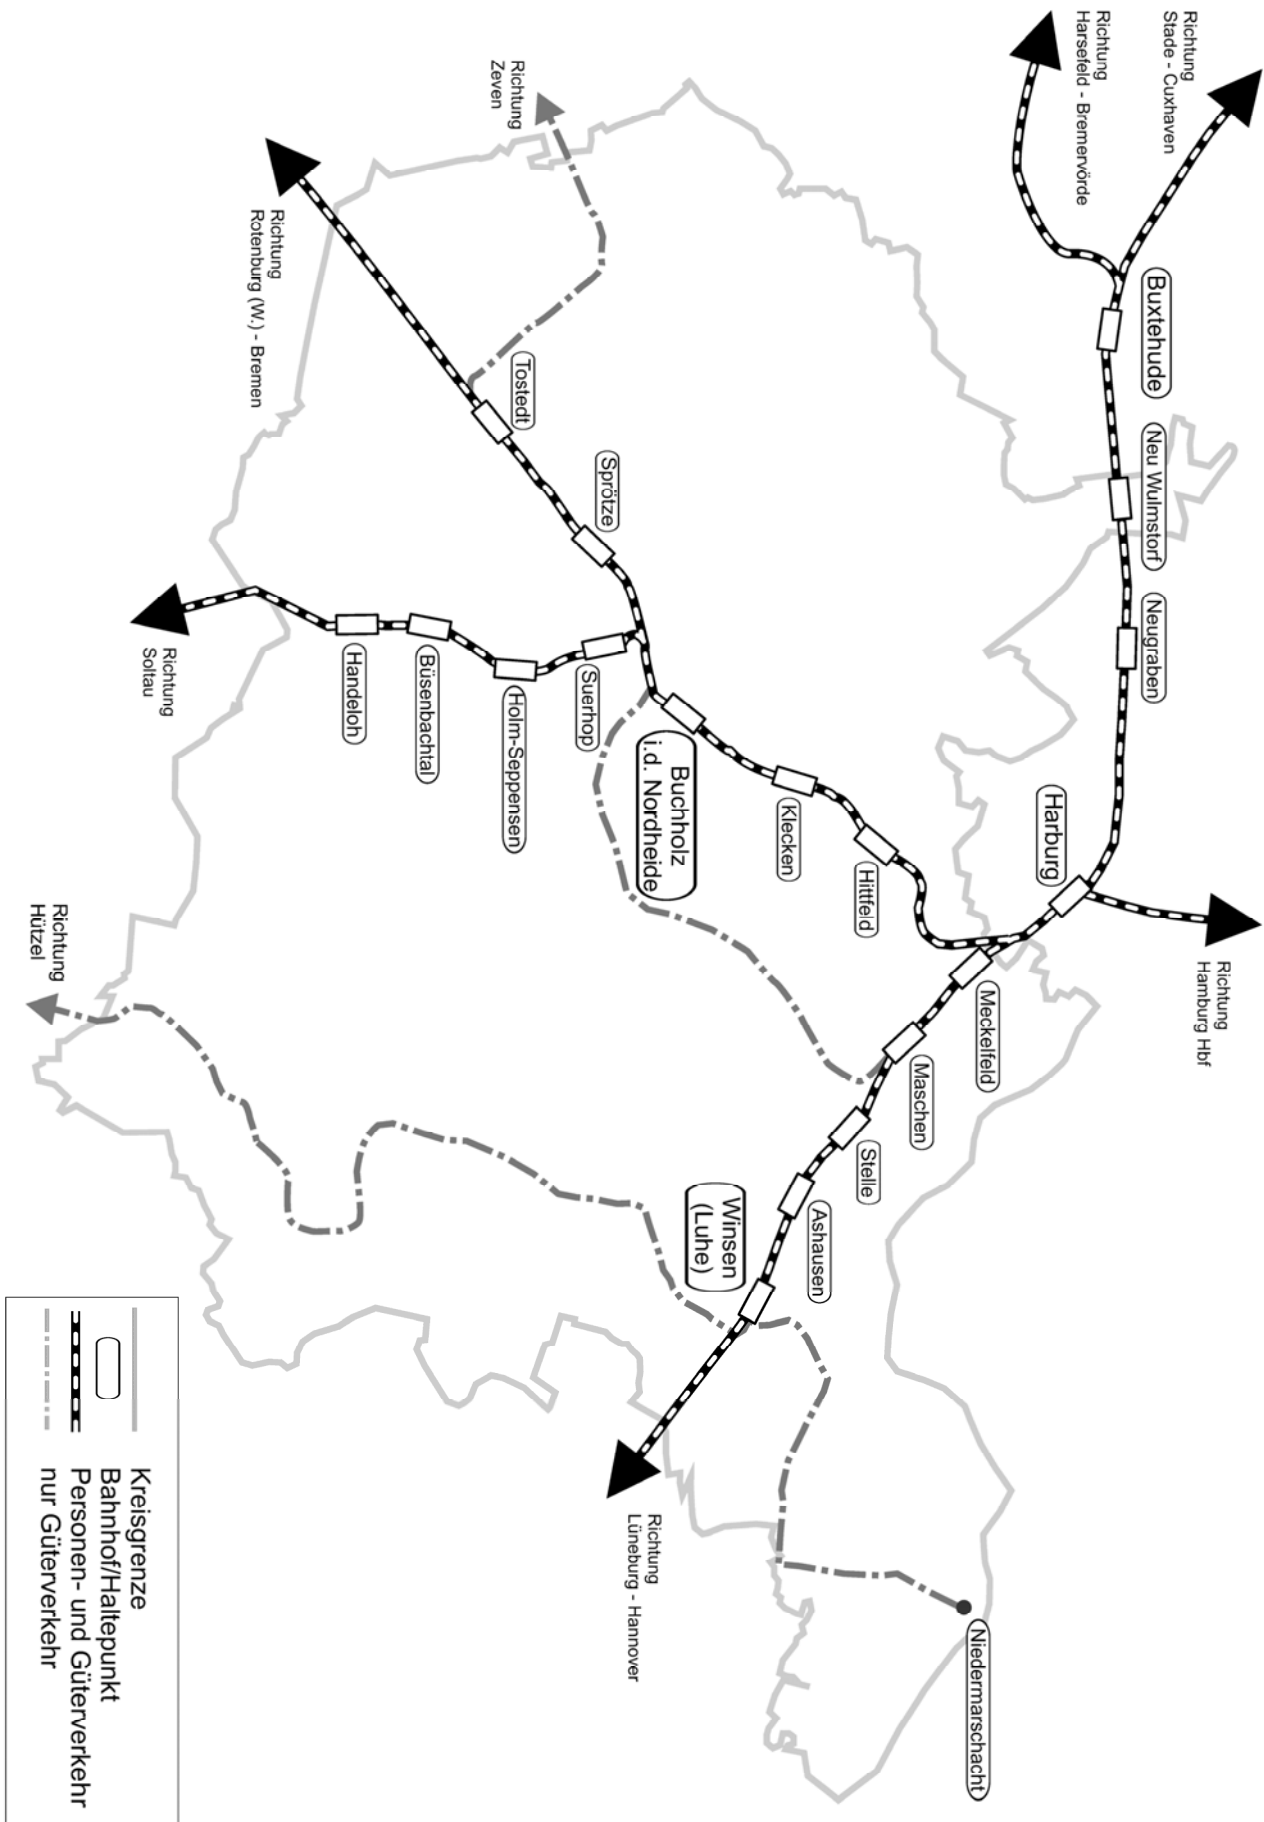 Richtung
Stade - Cuxhaven
Richtung
Harsefeld - Bremervörde
Buxtehude
Neu Wulmstorf
Neugraben
Harburg
Richtung
Hamburg Hbf
Meckelfeld
Maschen
Stelle
Ashausen
Winsen
(Luhe)
Niedermarschacht
Richtung
Lüneburg - Hannover
Hittfeld
Klecken
Buchholz
i.d. Nordheide
Suerhop
Holm-Seppensen
Büsenbachtal
Handeloh
Richtung
Soltau
Sprötze
Tostedt
Richtung
Zeven
Richtung
Rotenburg (W.) - Bremen
Richtung
Hützel
Kreisgrenze
Bahnhof/Haltepunkt
Personen- und Güterverkehr
nur Güterverkehr